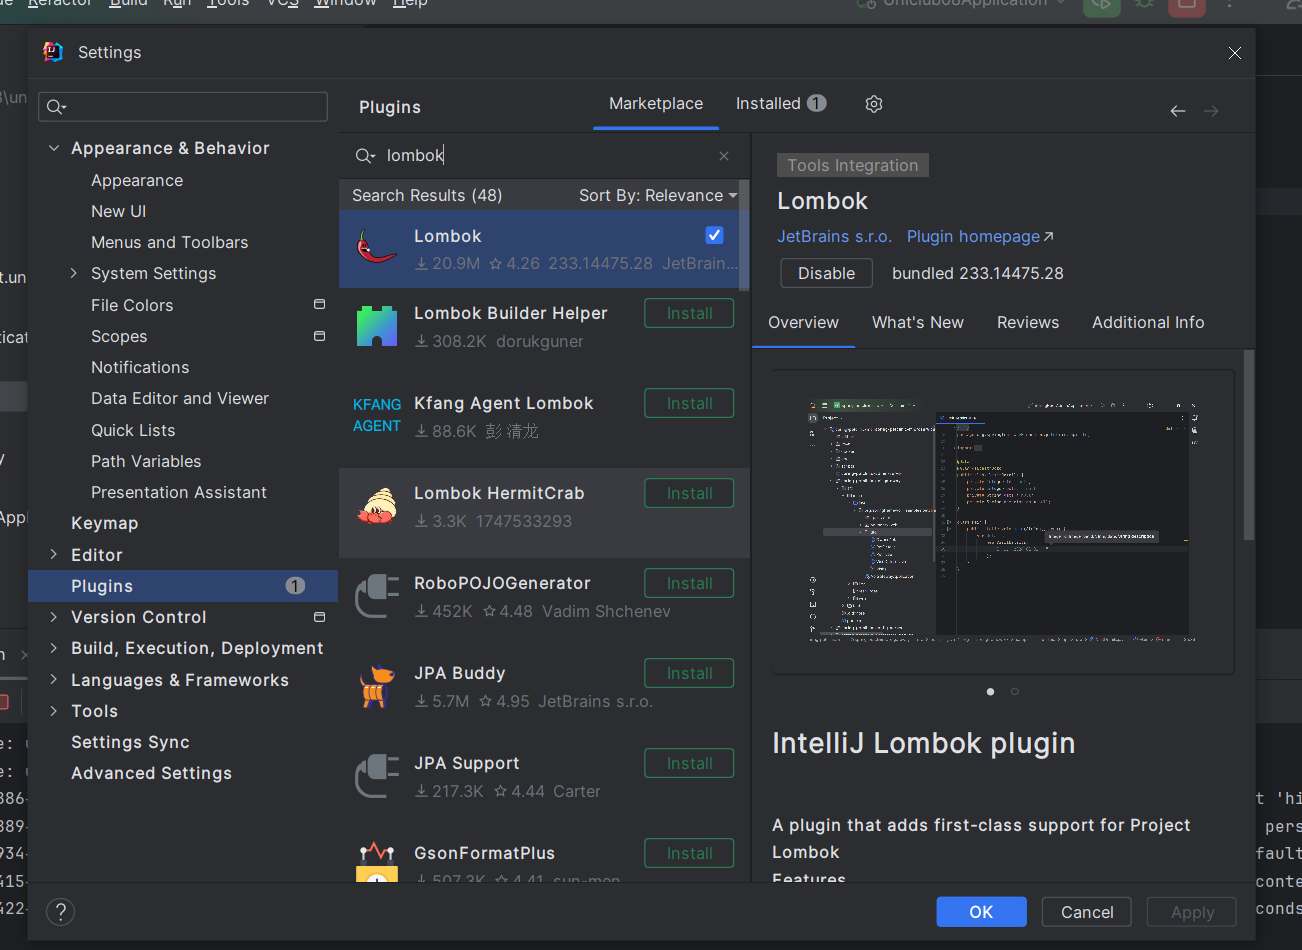 Refactor Build Run Tools VCS Window Help
Uniclub08Application
Settings
Plugins
Marketplace
Installed 1
lombok
Search Results (48)
Sort By: Relevance
Appearance & Behavior
Appearance
New UI
Menus and Toolbars
System Settings
File Colors
Scopes
Notifications
Data Editor and Viewer
Quick Lists
Path Variables
Presentation Assistant
Keymap
Editor
Plugins 1
Version Control
Build, Execution, Deployment
Languages & Frameworks
Tools
Settings Sync
Advanced Settings
Lombok
20.9M 4.26 233.14475.28 JetBrain...
Lombok Builder Helper
Install
308.2K dorukguner
KFANG
AGENT
Kfang Agent Lombok
Install
88.6K 彭 清龙
Lombok HermitCrab
Install
3.3K 1747533293
RoboPOJOGenerator
Install
452K 4.48 Vadim Shchenev
JPA Buddy
Install
5.7M 4.95 JetBrains s.r.o.
JPA Support
Install
217.3K 4.44 Carter
GsonFormatPlus
Install
507.3K 4.41 sun-men
Tools Integration
Lombok
JetBrains s.r.o. Plugin homepage
Disable
bundled 233.14475.28
Overview
What's New
Reviews
Additional Info
IntelliJ Lombok plugin
A plugin that adds first-class support for Project
Lombok
Features
?
OK
Cancel
Apply